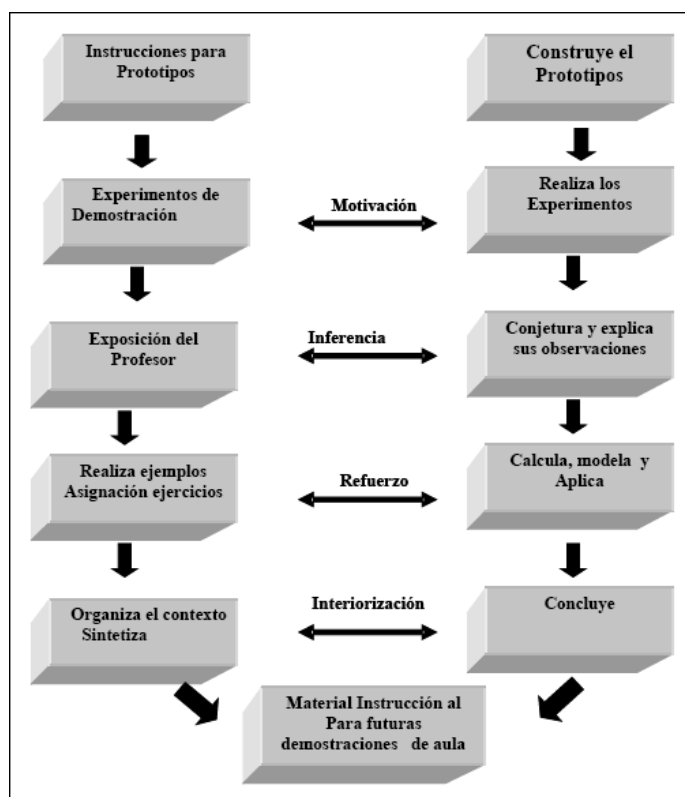 Instrucciones para
Prototipos
Construye el
Prototipos
Experimentos de
Demostración
Motivación
Realiza los
Experimentos
Exposición del
Profesor
Inferencia
Conjetura y explica
sus observaciones
Realiza ejemplos
Asignación ejercicios
Refuerzo
Calcula, modela y
Aplica
Organiza el contexto
Sintetiza
Interiorización
Concluye
Material Instrucción al
Para futuras
demostraciones de aula